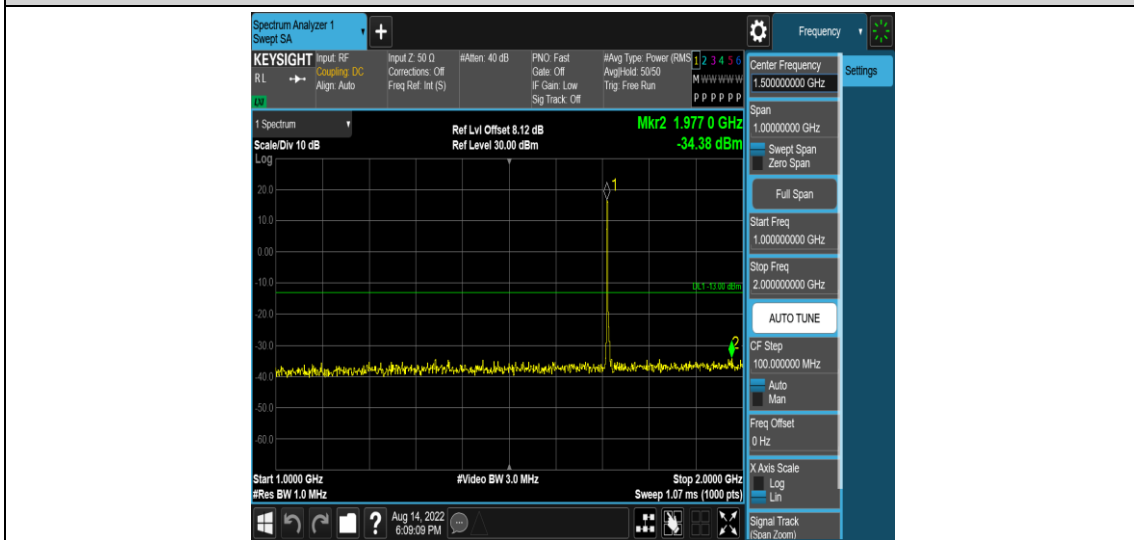 Spectrum Analyzer 1
Swept SA
+
Frequency
KEYSIGHT
RL
Input: RF
Coupling: DC
Align: Auto
Input Z: 50 Ω
Corrections: Off
Freq Ref: Int (S)
#Atten: 40 dB
PNO: Fast
Gate: Off
IF Gain: Low
Sig Track: Off
#Avg Type: Power (RMS
Avg|Hold: 50/50
Trig: Free Run
1 2 3 4 5 6
M W W W W W
P P P P P P
1 Spectrum
Scale/Div 10 dB
Log
Ref Lvl Offset 8.12 dB
Ref Level 30.00 dBm
Mkr2 1.977 0 GHz
-34.38 dBm
20.0
10.0
0.00
-10.0
-20.0
-30.0
-40.0
-50.0
-60.0
1
DL1 -13.00 dBm
2
Start 1.0000 GHz
#Res BW 1.0 MHz
#Video BW 3.0 MHz
Stop 2.0000 GHz
Sweep 1.07 ms (1000 pts)
Center Frequency
1.500000000 GHz
Settings
Span
1.00000000 GHz
Swept Span
Zero Span
Full Span
Start Freq
1.000000000 GHz
Stop Freq
2.000000000 GHz
AUTO TUNE
CF Step
100.000000 MHz
Auto
Man
Freq Offset
0 Hz
X Axis Scale
Log
Lin
Signal Track
(Span Zoom)
?
Aug 14, 2022
6:09:09 PM